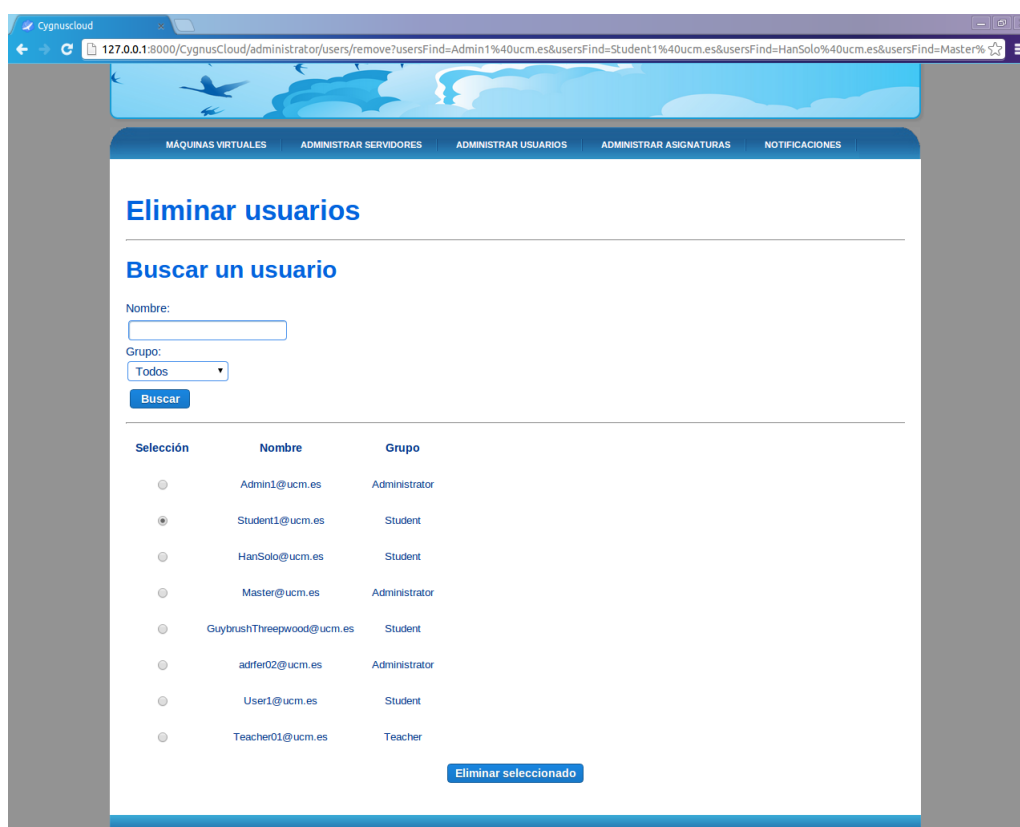 Cygnuscloud
127.0.0.1:8000/CygnusCloud/administrator/users/remove?usersFind=Admin1%40ucm.es&usersFind=Student1%40ucm.es&usersFind=HanSolo%40ucm.es&usersFind=Master%
MÁQUINAS VIRTUALES ADMINISTRAR SERVIDORES ADMINISTRAR USUARIOS ADMINISTRAR ASIGNATURAS NOTIFICACIONES
Eliminar usuarios
Buscar un usuario
Nombre:
Grupo:
Todos
Buscar
Selección Nombre Grupo
Admin1@ucm.es Administrator
Student1@ucm.es Student
HanSolo@ucm.es Student
Master@ucm.es Administrator
GuybrushThreepwood@ucm.es Student
adrfer02@ucm.es Administrator
User1@ucm.es Student
Teacher01@ucm.es Teacher
Eliminar seleccionado